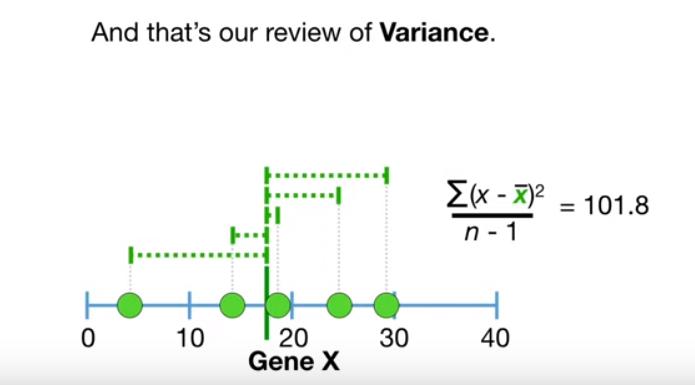 And that's our review of Variance.
∑(x - x̅)²
n - 1
= 101.8
0 10 20 30 40
Gene X